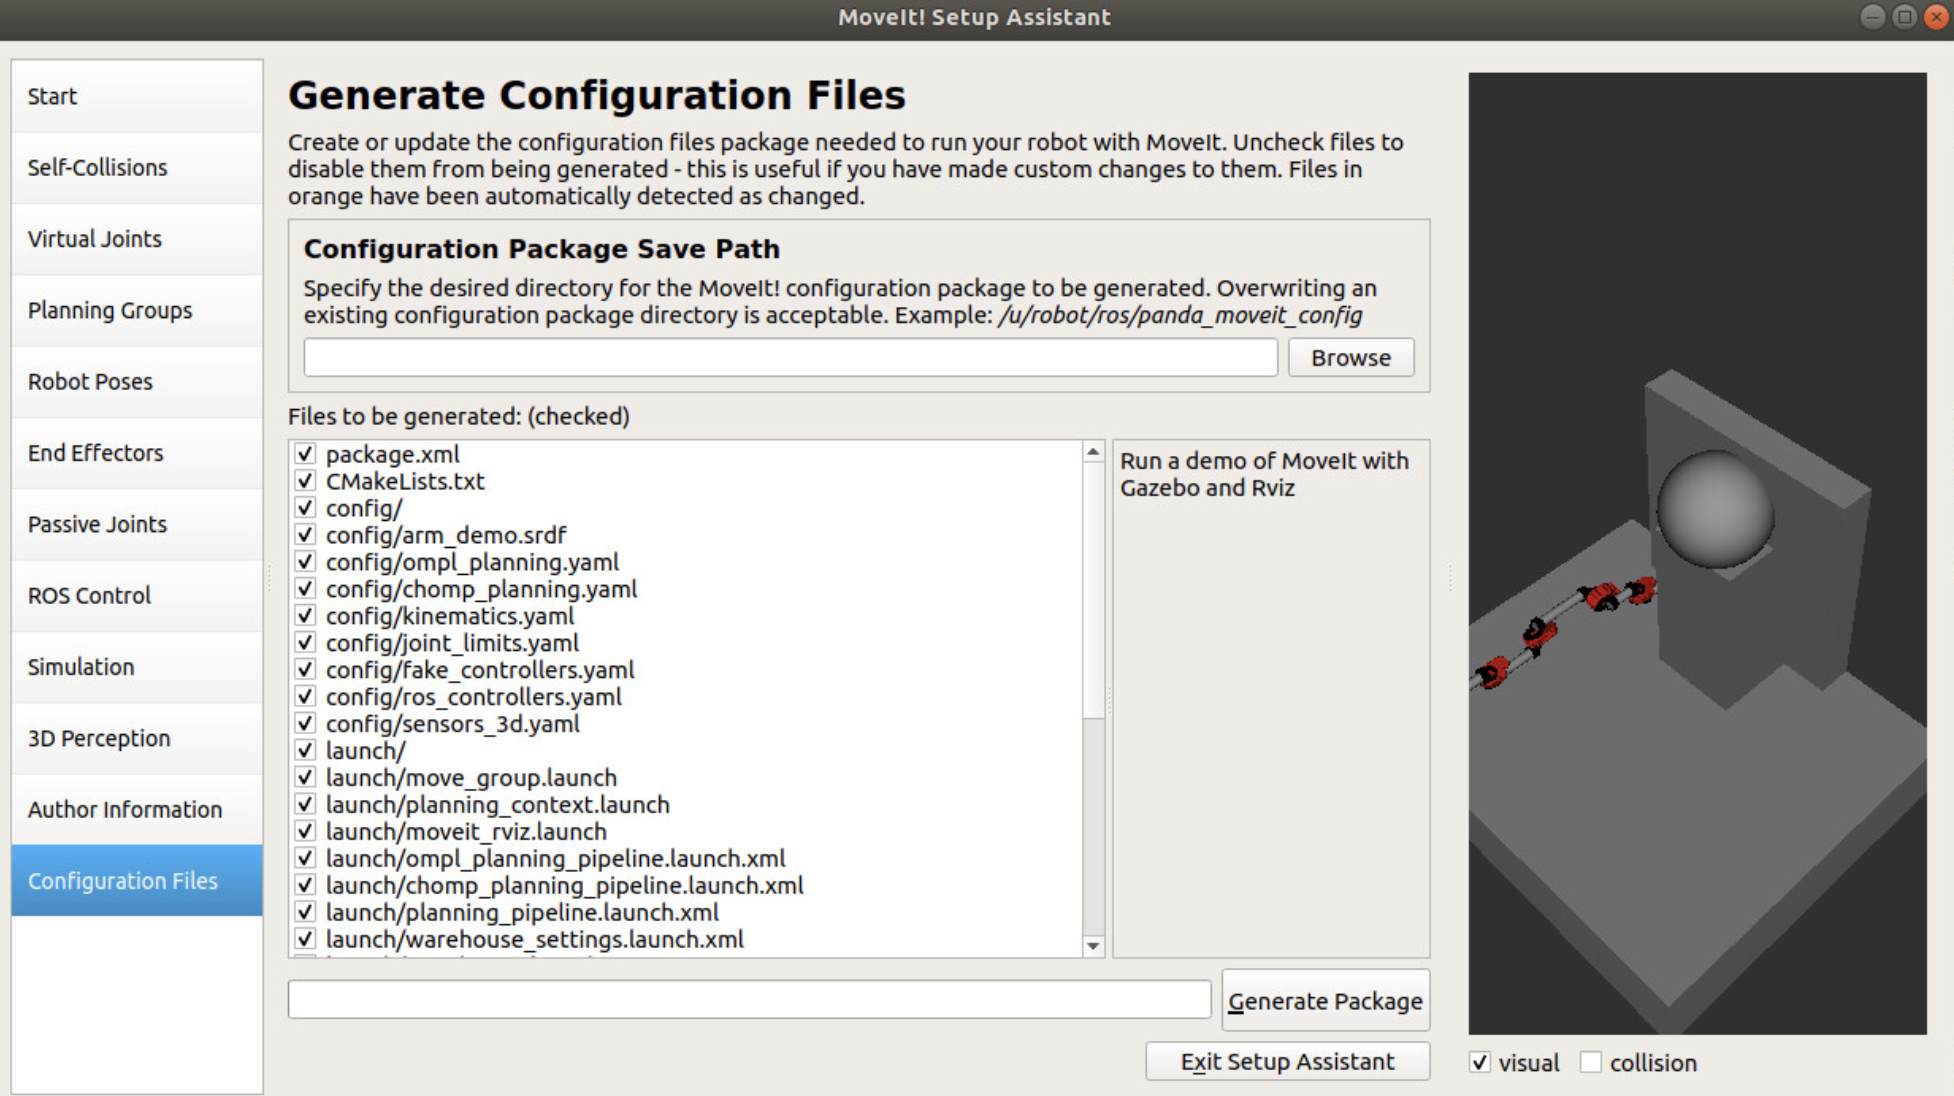 MoveIt! Setup Assistant
Start
Self-Collisions
Virtual Joints
Planning Groups
Robot Poses
End Effectors
Passive Joints
ROS Control
Simulation
3D Perception
Author Information
Configuration Files
Generate Configuration Files
Create or update the configuration files package needed to run your robot with MoveIt. Uncheck files to
disable them from being generated - this is useful if you have made custom changes to them. Files in
orange have been automatically detected as changed.
Configuration Package Save Path
Specify the desired directory for the MoveIt! configuration package to be generated. Overwriting an
existing configuration package directory is acceptable. Example: /u/robot/ros/panda_moveit_config
Browse
Files to be generated: (checked)
package.xml
CMakeLists.txt
config/
config/arm_demo.srdf
config/ompl_planning.yaml
config/chomp_planning.yaml
config/kinematics.yaml
config/joint_limits.yaml
config/fake_controllers.yaml
config/ros_controllers.yaml
config/sensors_3d.yaml
launch/
launch/move_group.launch
launch/planning_context.launch
launch/moveit_rviz.launch
launch/ompl_planning_pipeline.launch.xml
launch/chomp_planning_pipeline.launch.xml
launch/planning_pipeline.launch.xml
launch/warehouse_settings.launch.xml
Run a demo of MoveIt with
Gazebo and Rviz
Generate Package
Exit Setup Assistant
visual
collision